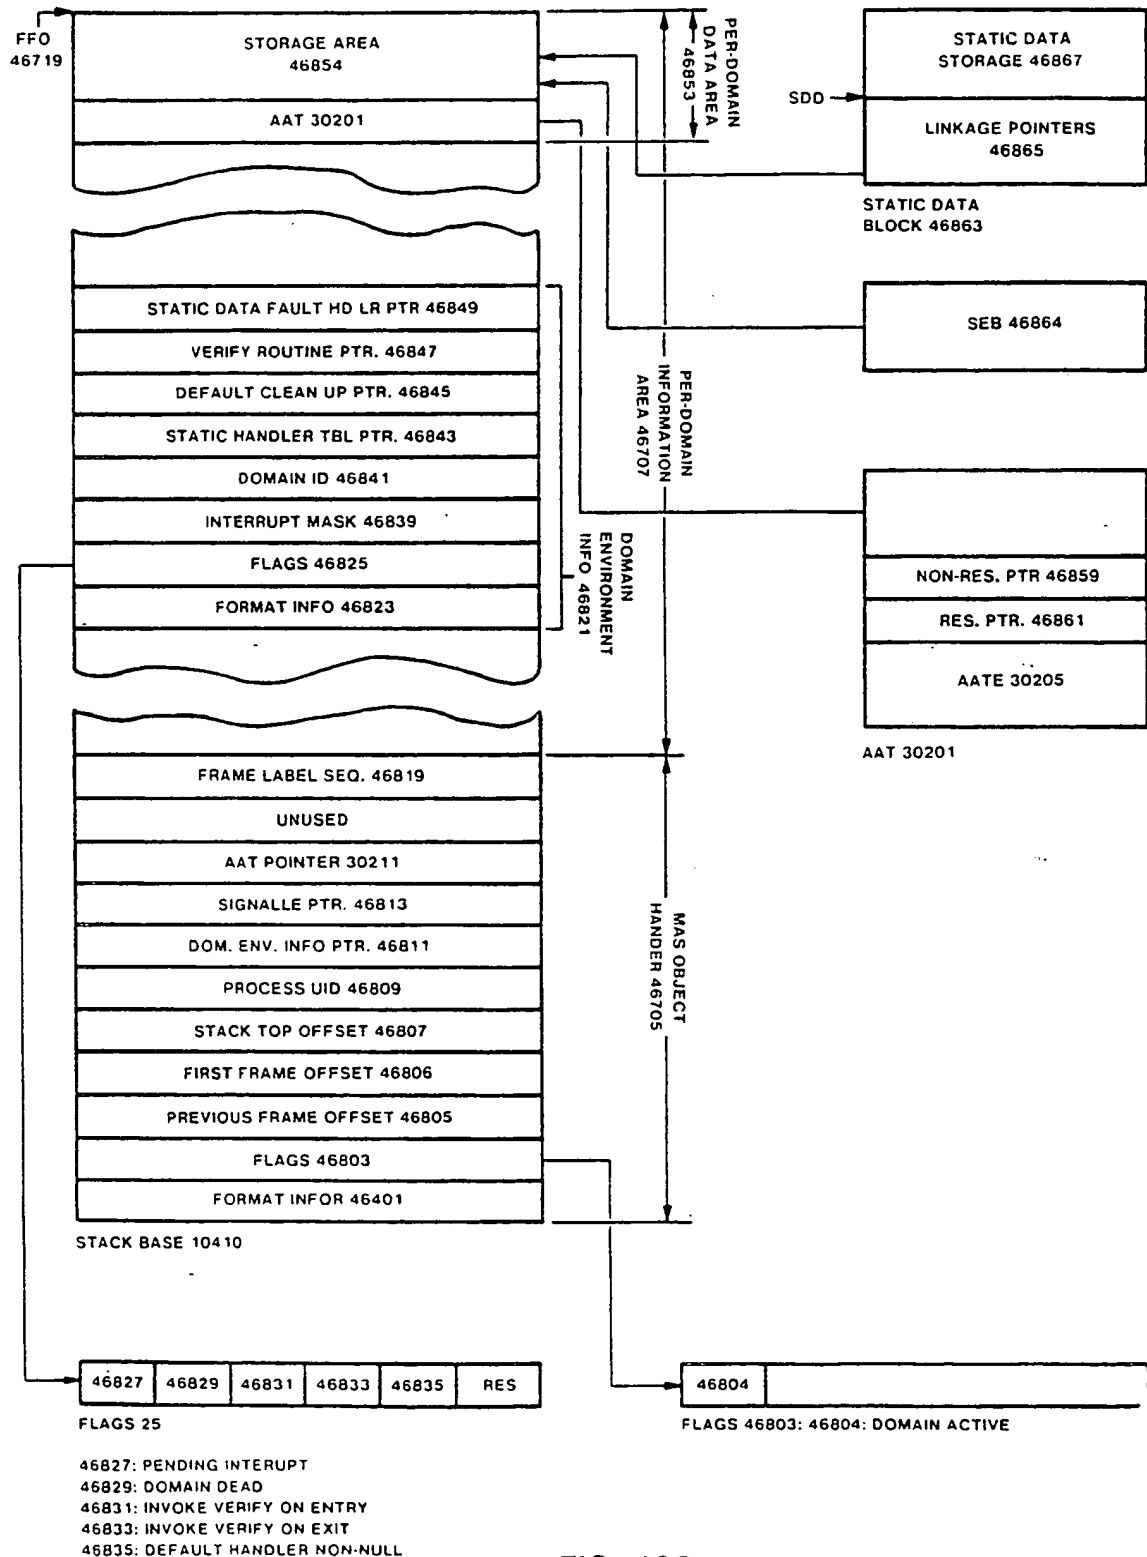 FFO
46719
STORAGE AREA
46854
AAT 30201
PER-DOMAIN
DATA AREA
46853
STATIC DATA
STORAGE 46867
SDD
LINKAGE POINTERS
46865
STATIC DATA
BLOCK 46863
STATIC DATA FAULT HD LR PTR 46849
VERIFY ROUTINE PTR. 46847
DEFAULT CLEAN UP PTR. 46845
STATIC HANDLER TBL PTR. 46843
DOMAIN ID 46841
INTERRUPT MASK 46839
FLAGS 46825
FORMAT INFO 46823
DOMAIN
ENVIRONMENT
INFO 46821
PER-DOMAIN
INFORMATION
AREA 46707
SEB 46864
NON-RES. PTR 46859
RES. PTR. 46861
AATE 30205
AAT 30201
FRAME LABEL SEQ. 46819
UNUSED
AAT POINTER 30211
SIGNALLE PTR. 46813
DOM. ENV. INFO PTR. 46811
PROCESS UID 46809
STACK TOP OFFSET 46807
FIRST FRAME OFFSET 46806
PREVIOUS FRAME OFFSET 46805
FLAGS 46803
FORMAT INFOR 46401
MAS OBJECT
HANDER 46705
STACK BASE 10410
46827 46829 46831 46833 46835 RES
FLAGS 25
46804
FLAGS 46803: 46804: DOMAIN ACTIVE
46827: PENDING INTERUPT
46829: DOMAIN DEAD
46831: INVOKE VERIFY ON ENTRY
46833: INVOKE VERIFY ON EXIT
46835: DEFAULT HANDLER NON-NULL